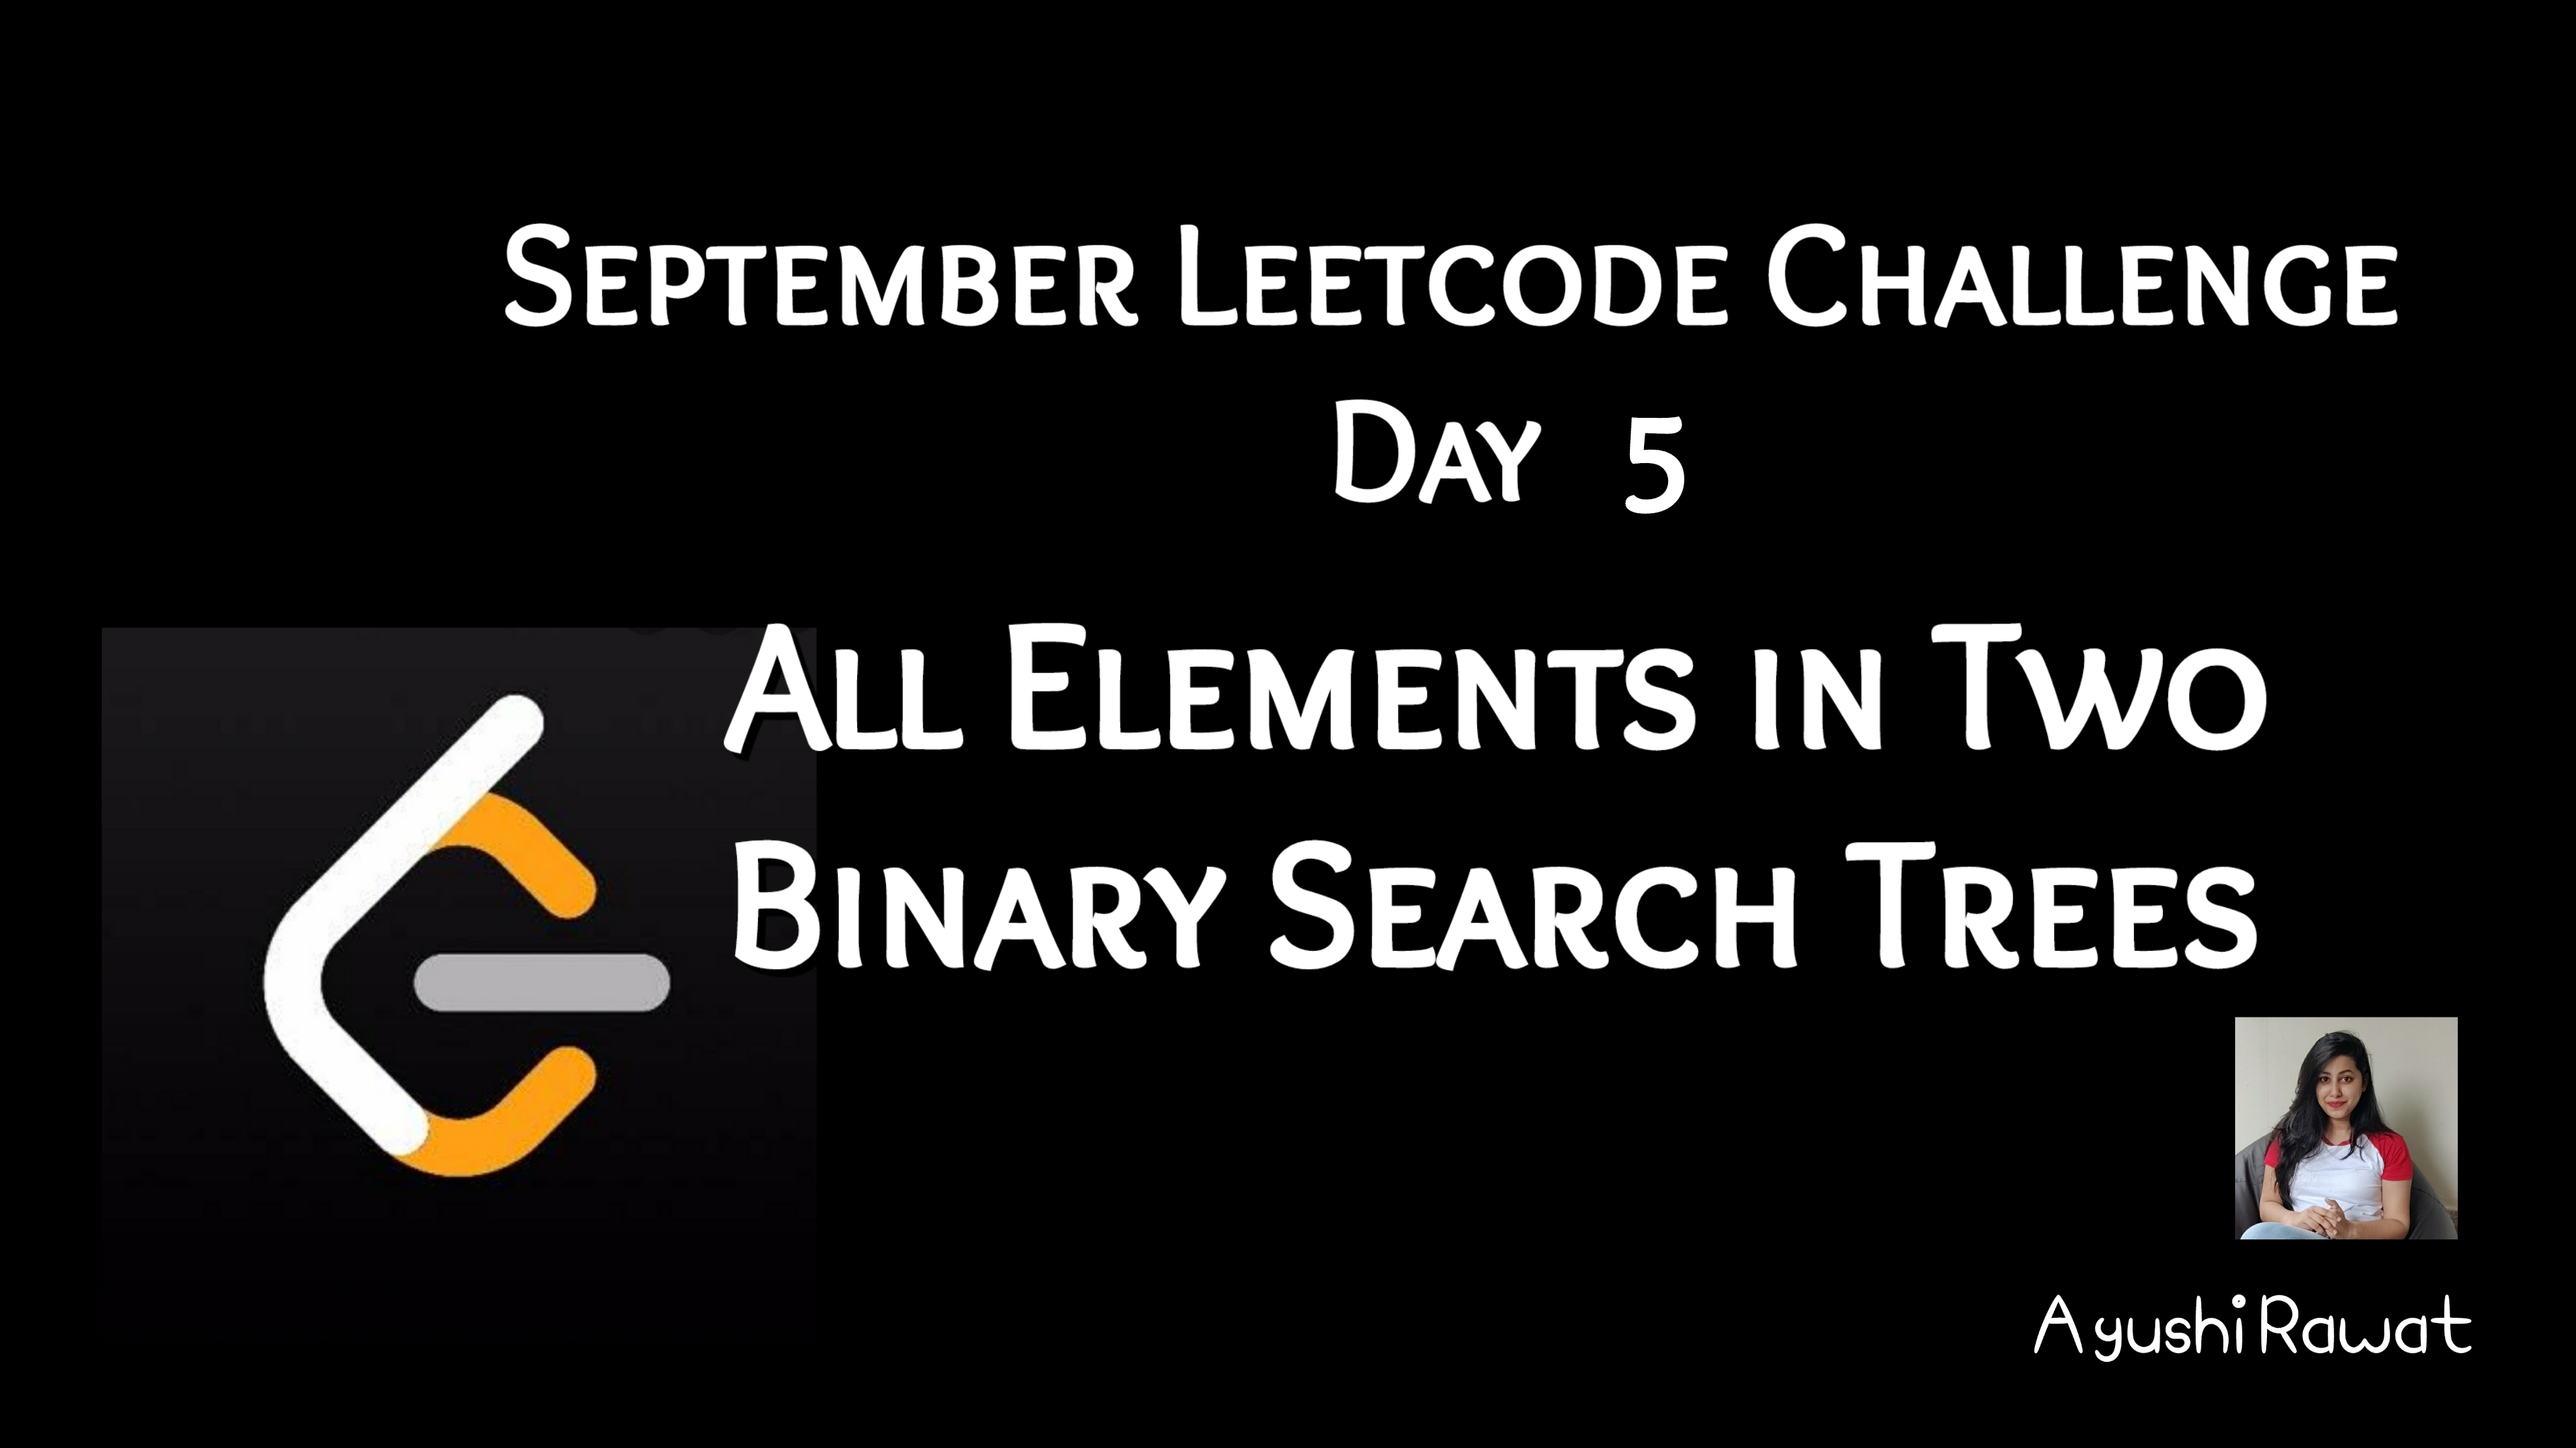 September Leetcode Challenge
Day 5
All Elements in Two
Binary Search Trees
Ayushi Rawat